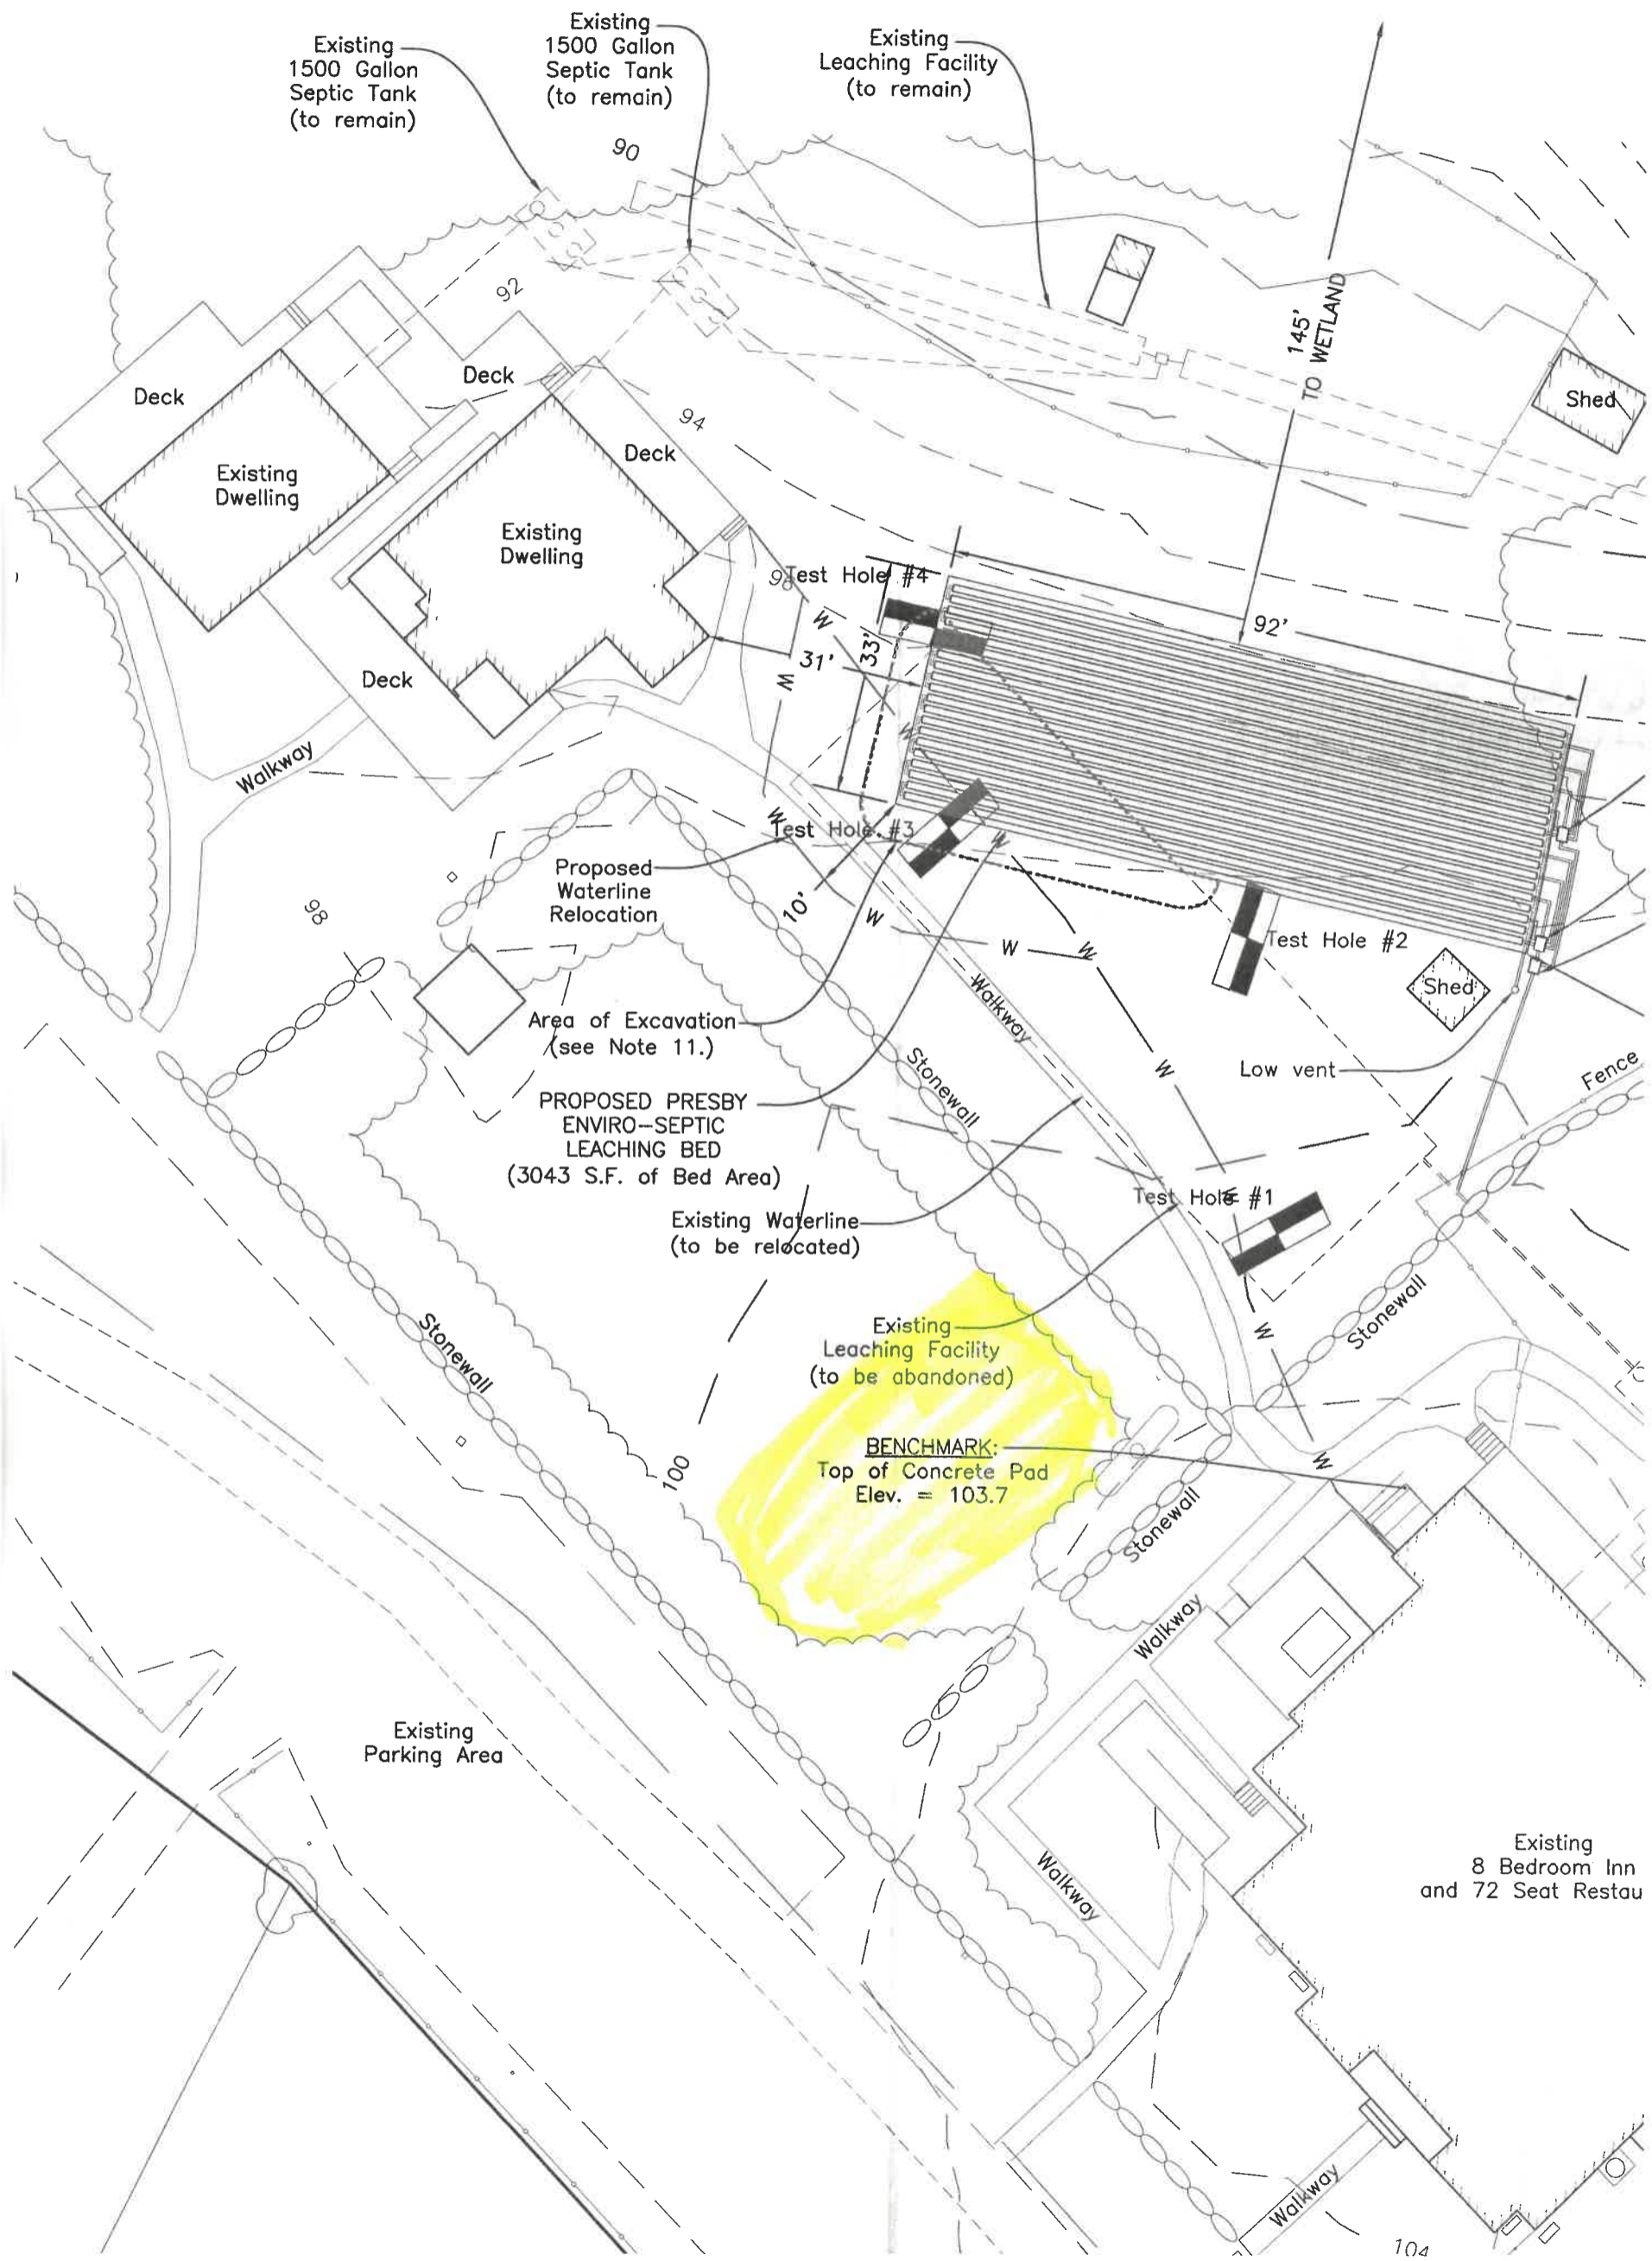 Existing
1500 Gallon
Septic Tank
(to remain)
Existing
1500 Gallon
Septic Tank
(to remain)
Existing
Leaching Facility
(to remain)
90
92
94
145'
TO WETLAND
Shed
Deck
Deck
Deck
Existing
Dwelling
Existing
Dwelling
Deck
Test Hole #4
W
31'
33'
92'
W
W
Walkway
W
Test Hole #3
W
Proposed
Waterline
Relocation
10'
W
W
W
98
Test Hole #2
Shed
Walkway
Area of Excavation
(see Note 11.)
Stonewall
W
Low vent
Fence
PROPOSED PRESBY
ENVIRO-SEPTIC
LEACHING BED
(3043 S.F. of Bed Area)
Test Hole #1
Existing Waterline
(to be relocated)
Stonewall
Stonewall
Existing
Leaching Facility
(to be abandoned)
W
100
BENCHMARK:
Top of Concrete Pad
Elev. = 103.7
W
Stonewall
Walkway
Existing
Parking Area
Walkway
Existing
8 Bedroom Inn
and 72 Seat Restau
Walkway
104